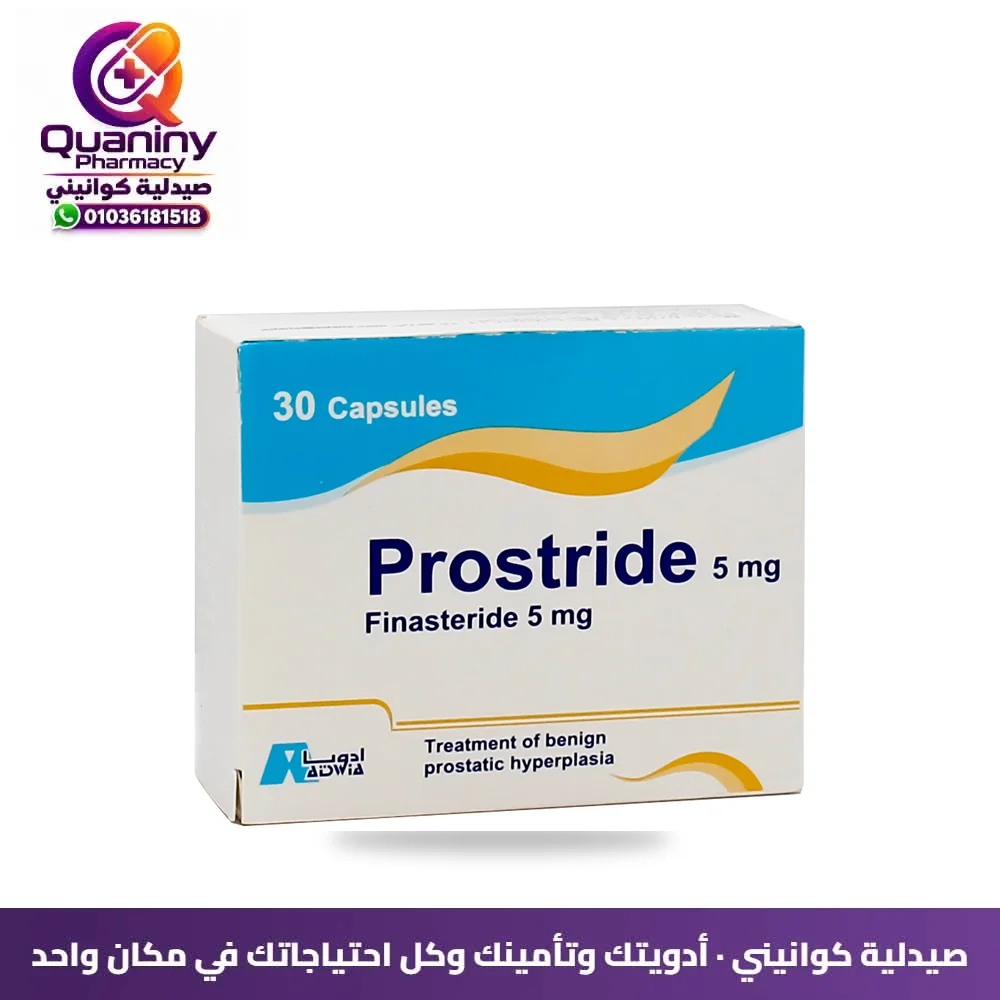 Quaniny
Pharmacy
صيدلية كوانيني
01036181518
30 Capsules
Prostride 5 mg
Finasteride 5 mg
ادويا
ADWIA
Treatment of benign
prostatic hyperplasia
صيدلية كوانيني · أدويتك وتأمينك وكل احتياجاتك في مكان واحد